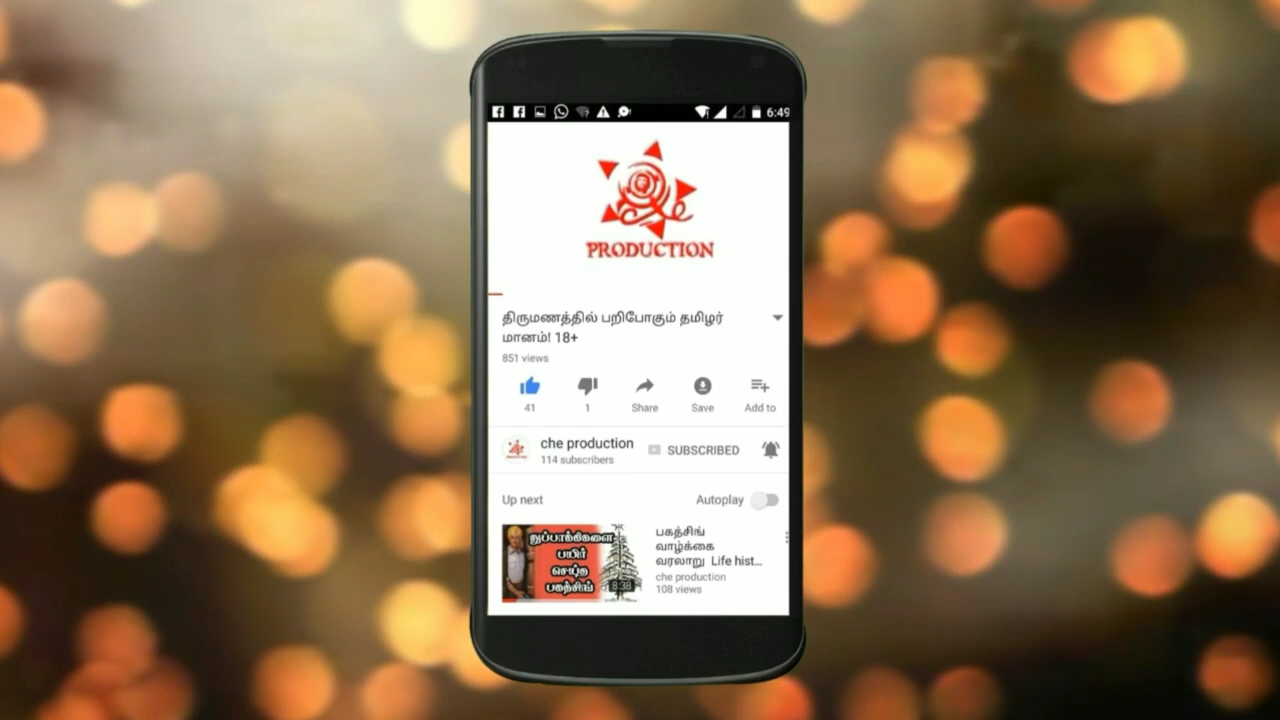 6:49
PRODUCTION
திருமணத்தில் பறிபோகும் தமிழர்
மானம்! 18+
851 views
41
1
Share
Save
Add to
che production
114 subscribers
SUBSCRIBED
Up next
Autoplay
துப்பாக்கிகளை
பயிர்
செய்த
பகத்சிங்
8:38
பகத்சிங்
வாழ்க்கை
வரலாறு Life hist...
che production
108 views